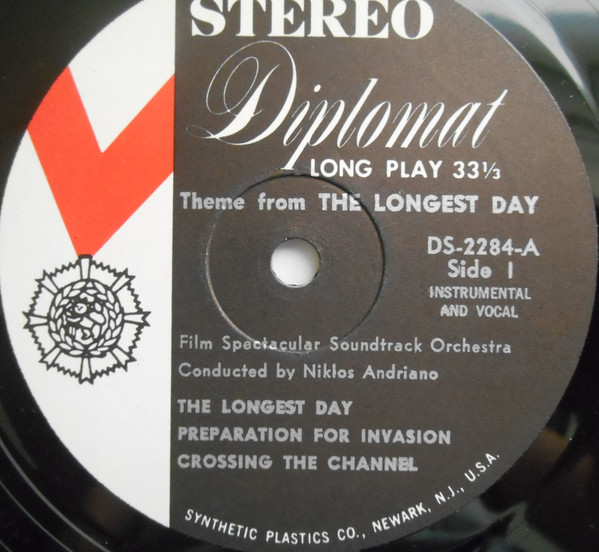 STEREO
Diplomat
LONG PLAY 33⅓
Theme from THE LONGEST DAY
DS-2284-A
Side 1
INSTRUMENTAL
AND VOCAL
Film Spectacular Soundtrack Orchestra
Conducted by Niklos Andriano
THE LONGEST DAY
PREPARATION FOR INVASION
CROSSING THE CHANNEL
SYNTHETIC PLASTICS CO., NEWARK, N.J., U.S.A.